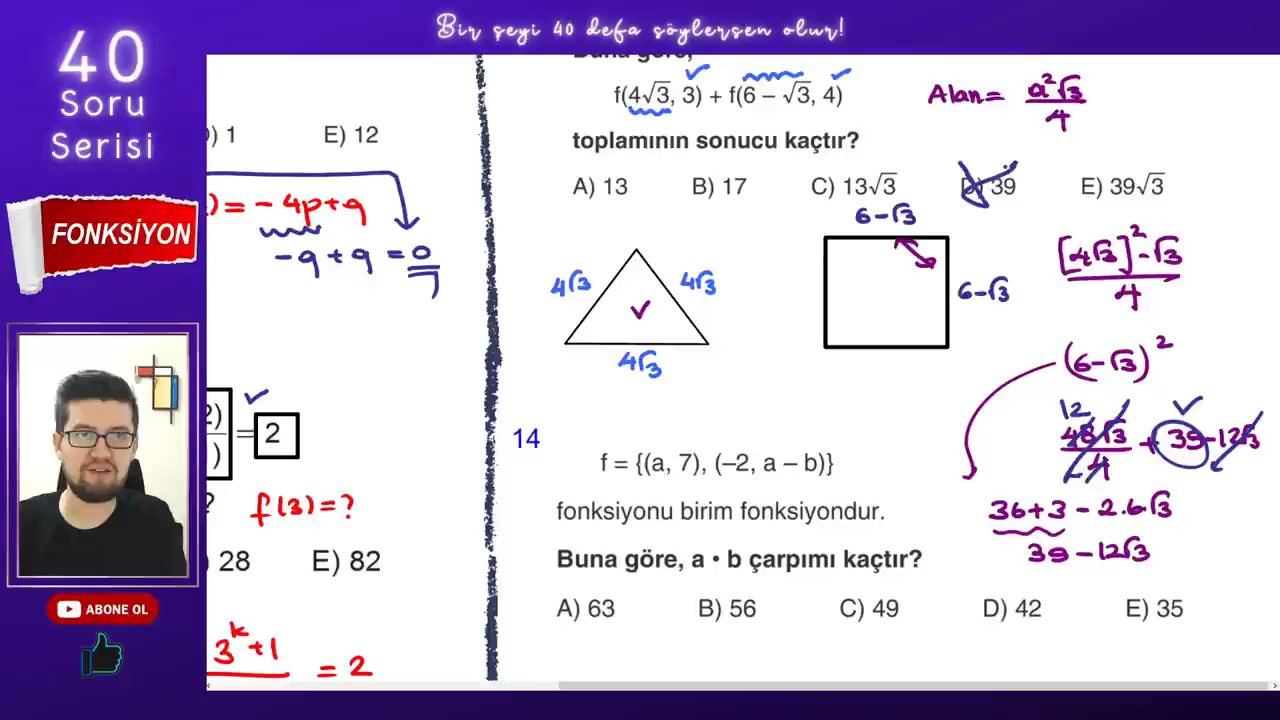 Bir şeyi 40 defa söylersen olur!
40
Soru
Serisi
FONKSİYON
ABONE OL
1
E) 12
) = -4p+q
-9+9=0
2)
)
= 2
?
f(3)=?
28
E) 82
3^k+1
= 2
Buna göre,
f(4√3, 3) + f(6 – √3, 4)
toplamının sonucu kaçtır?
A) 13 B) 17 C) 13√3 D) 39 E) 39√3
Alan = a²√3
4
4√3
4√3
4√3
6-√3
6-√3
[4√3]²-√3
4
(6-√3)²
12
48√3 + 39-12√3
4
36+3 - 2.6√3
39-12√3
14
f = {(a, 7), (–2, a – b)}
fonksiyonu birim fonksiyondur.
Buna göre, a • b çarpımı kaçtır?
A) 63 B) 56 C) 49 D) 42 E) 35